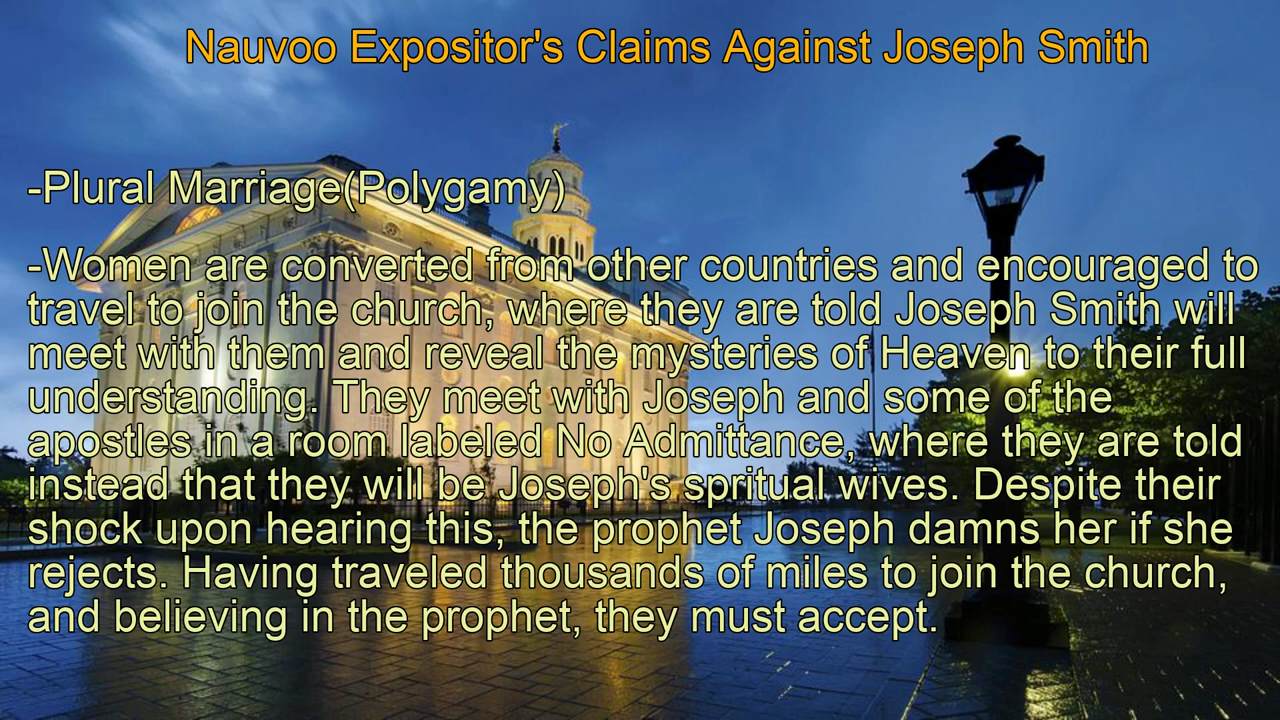 Nauvoo Expositor's Claims Against Joseph Smith
-Plural Marriage(Polygamy)
-Women are converted from other countries and encouraged to
travel to join the church, where they are told Joseph Smith will
meet with them and reveal the mysteries of Heaven to their full
understanding. They meet with Joseph and some of the
apostles in a room labeled No Admittance, where they are told
instead that they will be Joseph's spritual wives. Despite their
shock upon hearing this, the prophet Joseph damns her if she
rejects. Having traveled thousands of miles to join the church,
and believing in the prophet, they must accept.